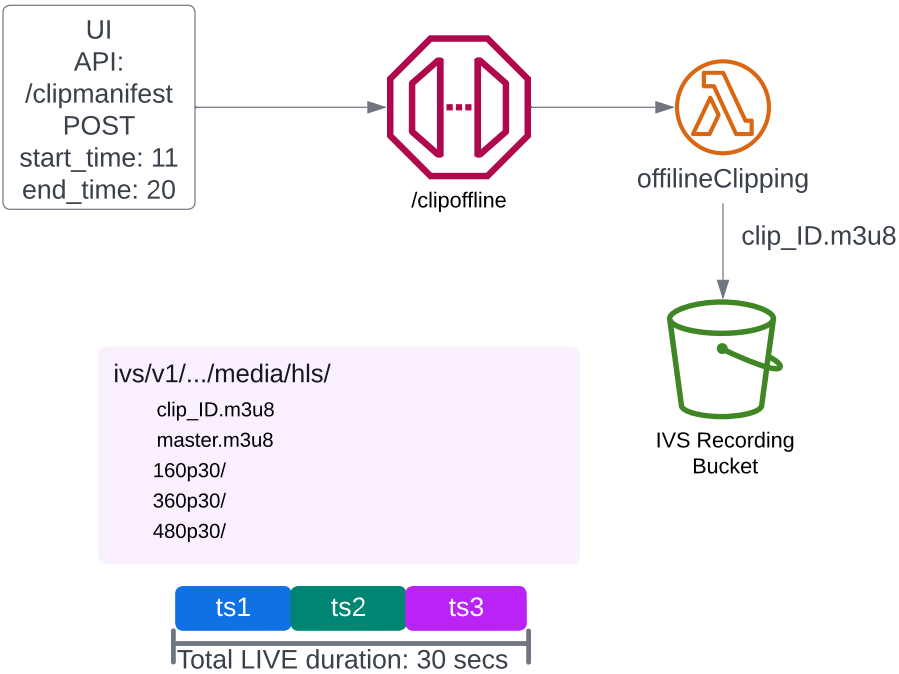 UI
API:
/clipmanifest
POST
start_time: 11
end_time: 20
/clipoffline
offilineClipping
clip_ID.m3u8
IVS Recording
Bucket
ivs/v1/.../media/hls/
clip_ID.m3u8
master.m3u8
160p30/
360p30/
480p30/
ts1 ts2 ts3
Total LIVE duration: 30 secs